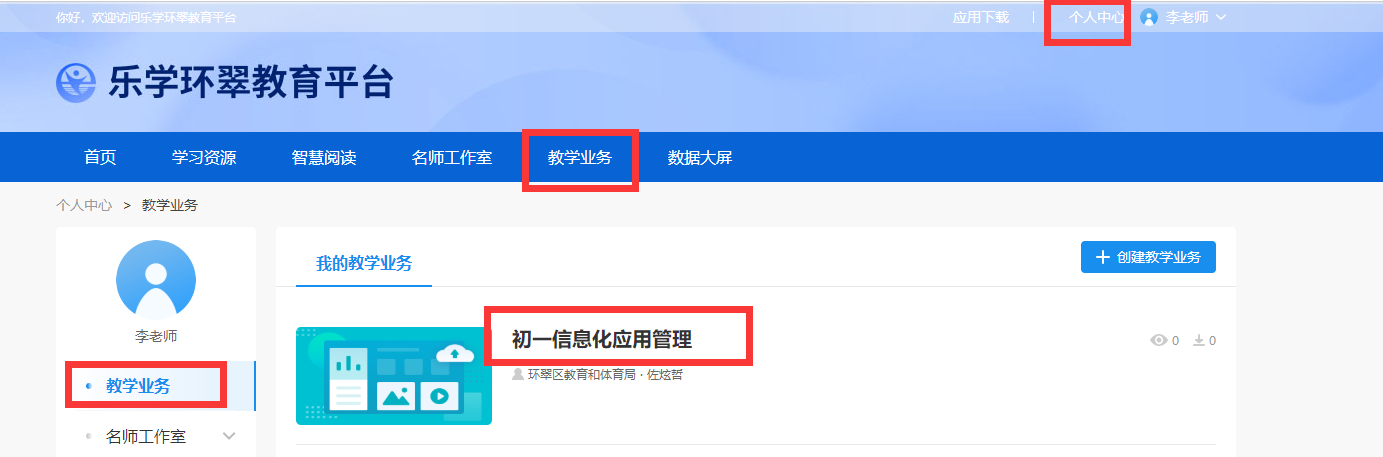 你好，欢迎访问乐学环翠教育平台
应用下载 | 个人中心 李老师
乐学环翠教育平台
首页 学习资源 智慧阅读 名师工作室 教学业务 数据大屏
个人中心 > 教学业务
李老师
教学业务
名师工作室
我的教学业务
创建教学业务
初一信息化应用管理
0 0
环翠区教育和体育局 · 佐炫哲